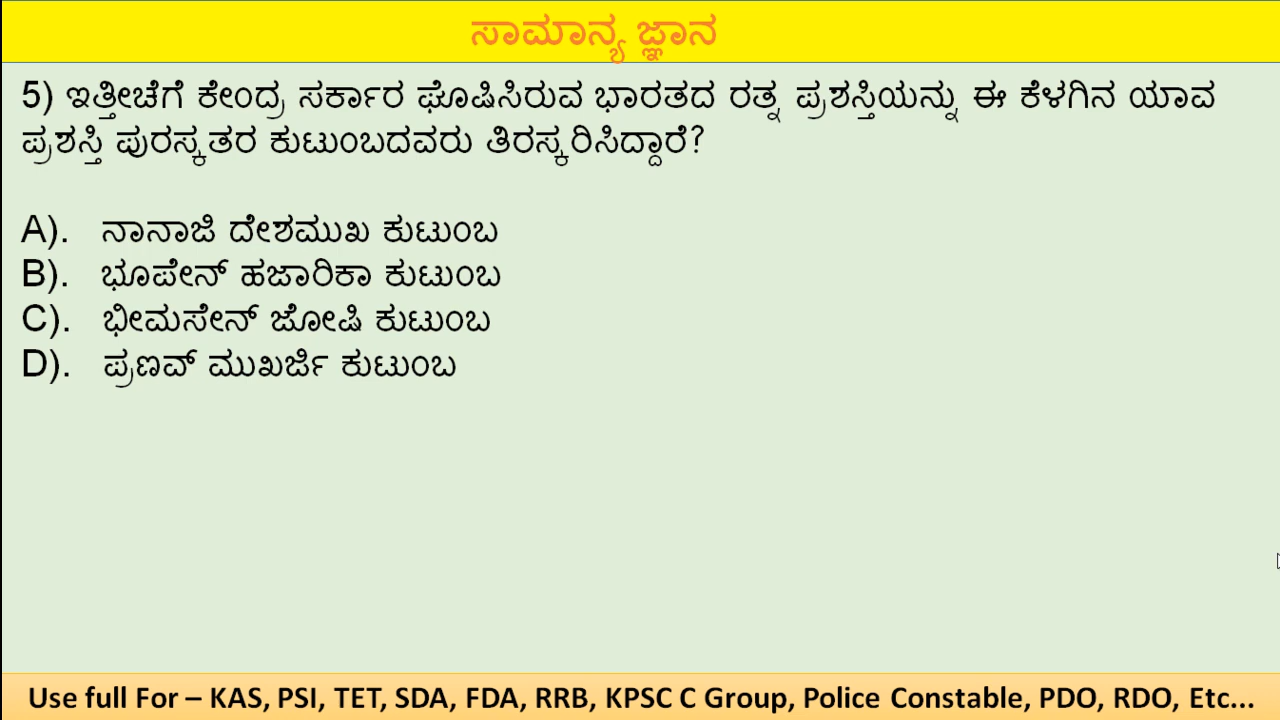 ಸಾಮಾನ್ಯ ಜ್ಞಾನ
5) ಇತ್ತೀಚೆಗೆ ಕೇಂದ್ರ ಸರ್ಕಾರ ಘೊಷಿಸಿರುವ ಭಾರತದ ರತ್ನ ಪ್ರಶಸ್ತಿಯನ್ನು ಈ ಕೆಳಗಿನ ಯಾವ
ಪ್ರಶಸ್ತಿ ಪುರಸ್ಕತರ ಕುಟುಂಬದವರು ತಿರಸ್ಕರಿಸಿದ್ದಾರೆ?
A). ನಾನಾಜಿ ದೇಶಮುಖ ಕುಟುಂಬ
B). ಭೂಪೇನ್ ಹಜಾರಿಕಾ ಕುಟುಂಬ
C). ಭೀಮಸೇನ್ ಜೋಷಿ ಕುಟುಂಬ
D). ಪ್ರಣವ್ ಮುಖರ್ಜಿ ಕುಟುಂಬ
Use full For – KAS, PSI, TET, SDA, FDA, RRB, KPSC C Group, Police Constable, PDO, RDO, Etc...